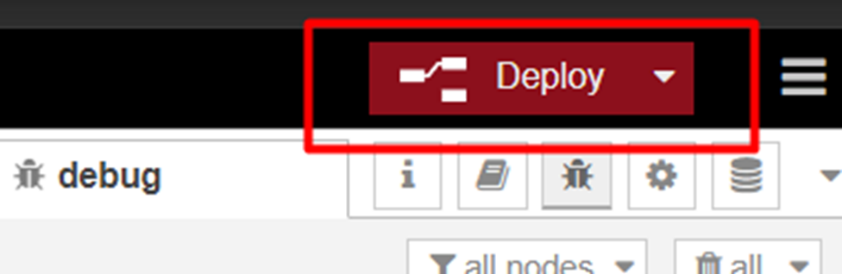 Deploy
debug
i
all nodes
all